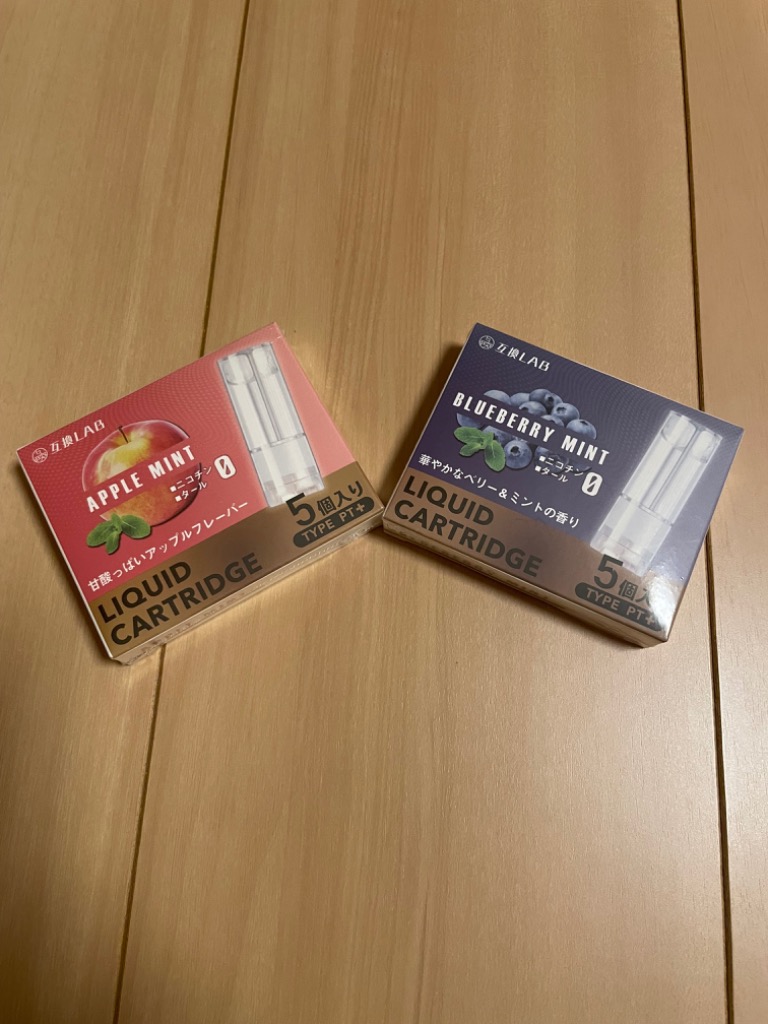 互換LAB
APPLE MINT
■ニコチン
■タール
0
甘酸っぱいアップルフレーバー
LIQUID
CARTRIDGE
5個入り
TYPE PT+
互換LAB
BLUEBERRY MINT
■ニコチン
■タール
0
華やかなベリー&ミントの香り
LIQUID
CARTRIDGE
5個入り
TYPE PT+